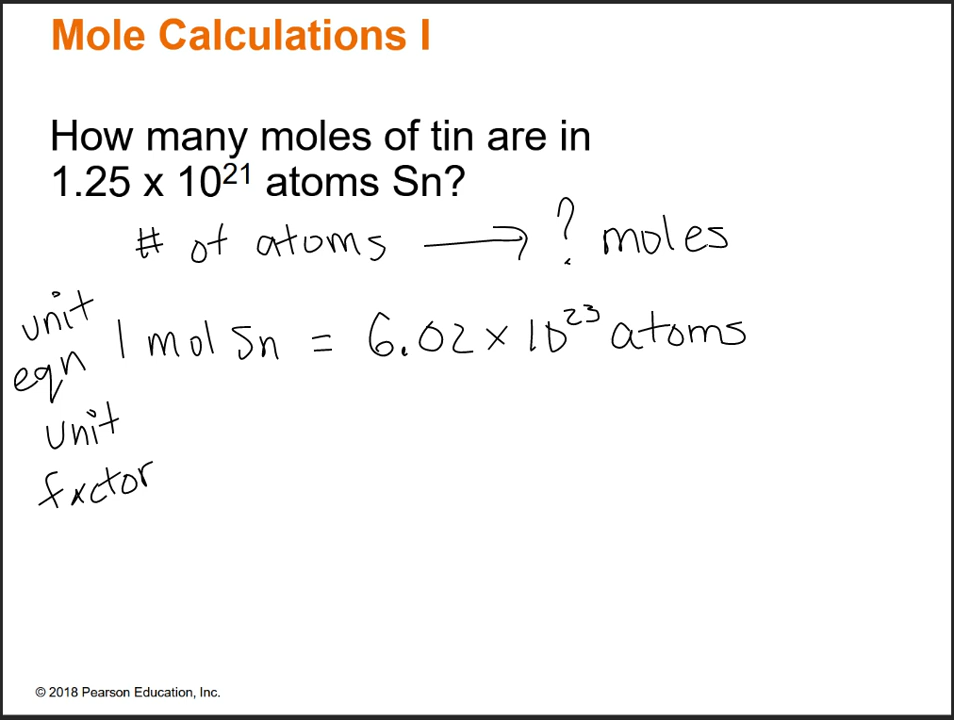 Mole Calculations I
How many moles of tin are in
1.25 x 10²¹ atoms Sn?
# of atoms → ? moles
unit
eqn
1 mol Sn = 6.02 × 10²³ atoms
unit
fxctor
© 2018 Pearson Education, Inc.